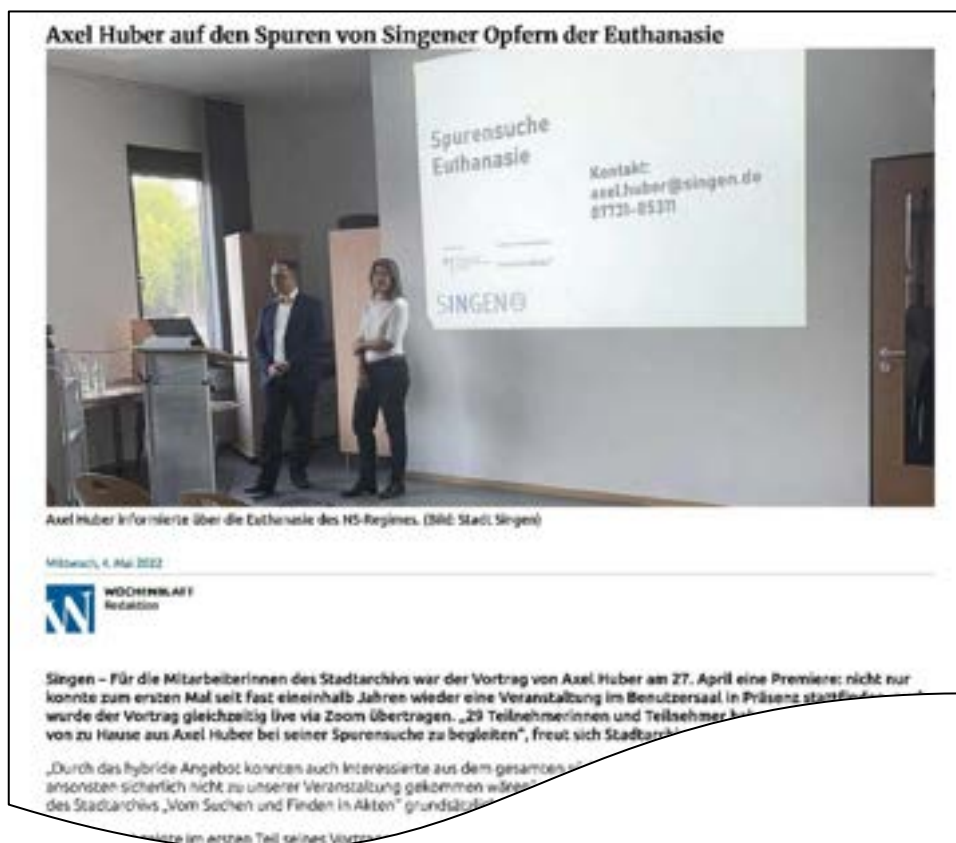 Axel Huber auf den Spuren von Singener Opfern der Euthanasie
Spurensuche
Euthanasie
Kontakt:
axel.huber@singen.de
07731-85311
SINGEN
Axel Huber informierte über die Euthanasie des NS-Regimes. (Bild: Stadt Singen)
Mittwoch, 4. Mai 2022
WOCHENBLATT
Redaktion
Singen – Für die Mitarbeiterinnen des Stadtarchivs war der Vortrag von Axel Huber am 27. April eine Premiere: nicht nur
konnte zum ersten Mal seit fast eineinhalb Jahren wieder eine Veranstaltung im Benutzersaal in Präsenz stattfinden
wurde der Vortrag gleichzeitig live via Zoom übertragen. „29 Teilnehmerinnen und Teilnehmer
von zu Hause aus Axel Huber bei seiner Spurensuche zu begleiten“, freut sich
„Durch das hybride Angebot konnten auch Interessierte aus dem gesamten
ansonsten sicherlich nicht zu unserer Veranstaltung gekommen wären
des Stadtarchivs „Vom Suchen und Finden in Akten“
im ersten Teil seines